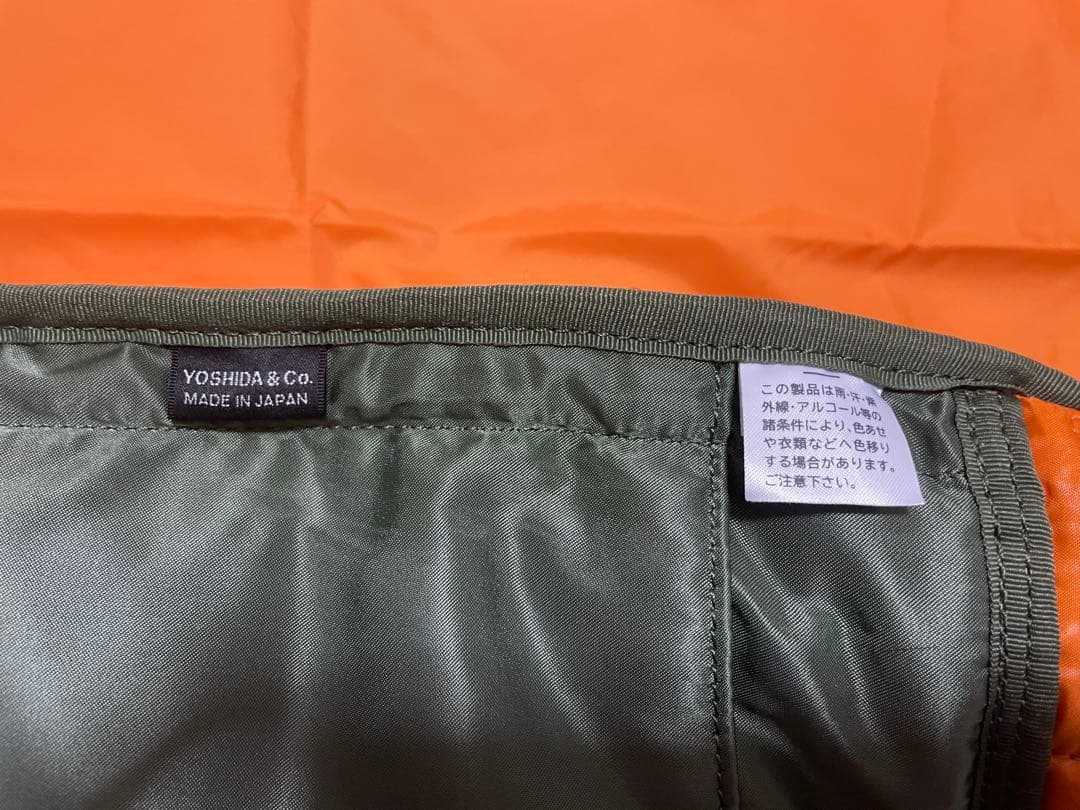 YOSHIDA & Co.
MADE IN JAPAN
この製品は雨・汗・紫
外線・アルコール等の
諸条件により、色あせ
や衣類などへ色移り
する場合があります。
ご注意下さい。